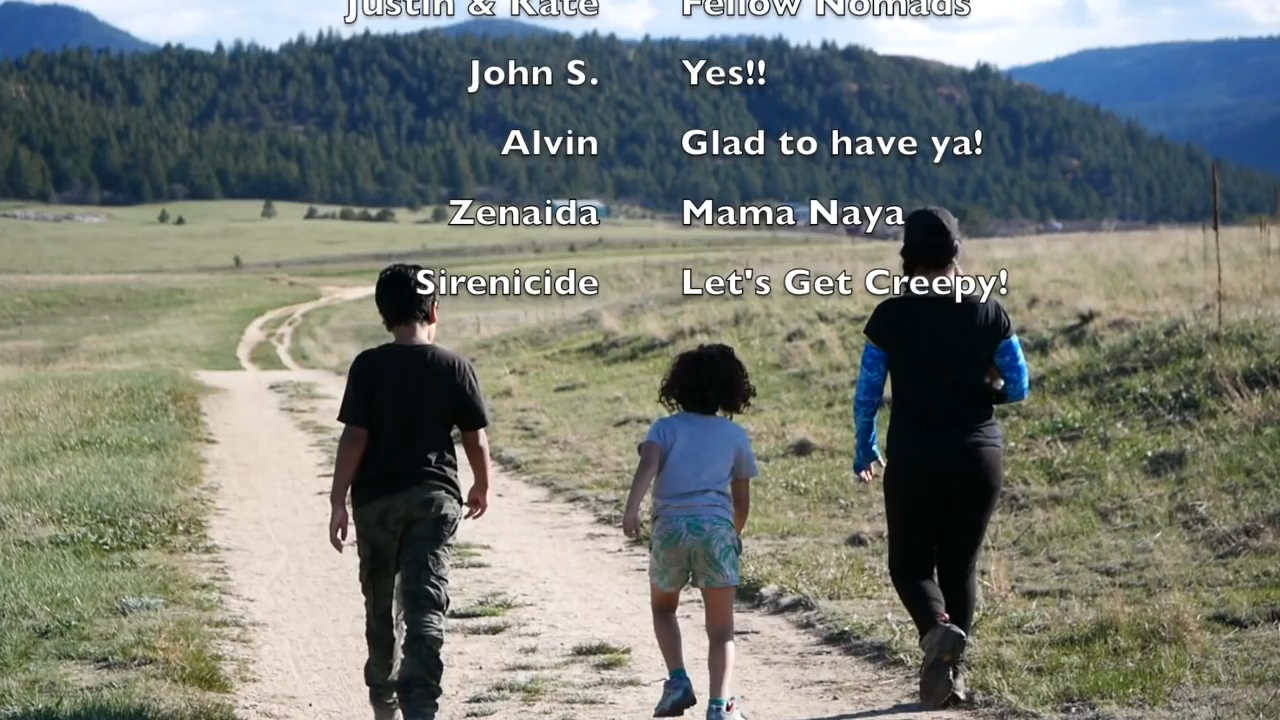 Justin & Kate Fellow Nomads
John S. Yes!!
Alvin Glad to have ya!
Zenaida Mama Naya
Sirenicide Let's Get Creepy!